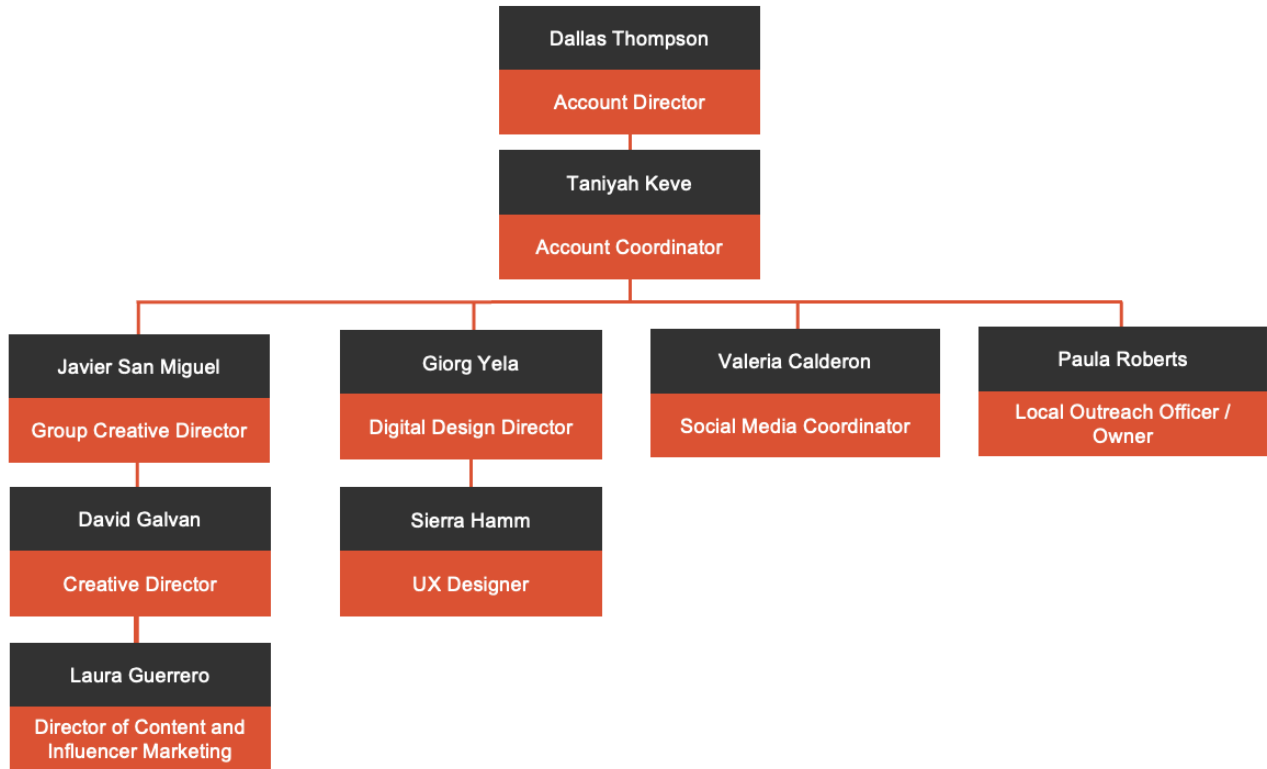 Dallas Thompson
Account Director
Taniyah Keve
Account Coordinator
Javier San Miguel
Group Creative Director
Giorg Yela
Digital Design Director
Valeria Calderon
Social Media Coordinator
Paula Roberts
Local Outreach Officer /
Owner
David Galvan
Creative Director
Sierra Hamm
UX Designer
Laura Guerrero
Director of Content and
Influencer Marketing